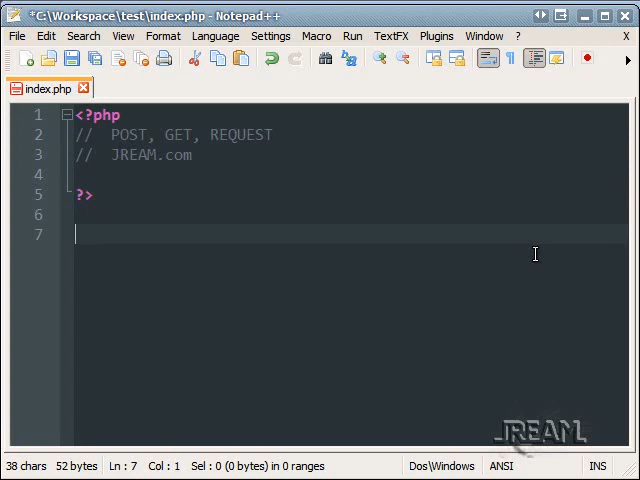 *C:\Workspace\test\index.php - Notepad++
File Edit Search View Format Language Settings Macro Run TextFX Plugins Window ? X
index.php
1 <?php
2 // POST, GET, REQUEST
3 // JREAM.com
4
5 ?>
6
7
JREAM
38 chars 52 bytes Ln : 7 Col : 1 Sel : 0 (0 bytes) in 0 ranges Dos\Windows ANSI INS